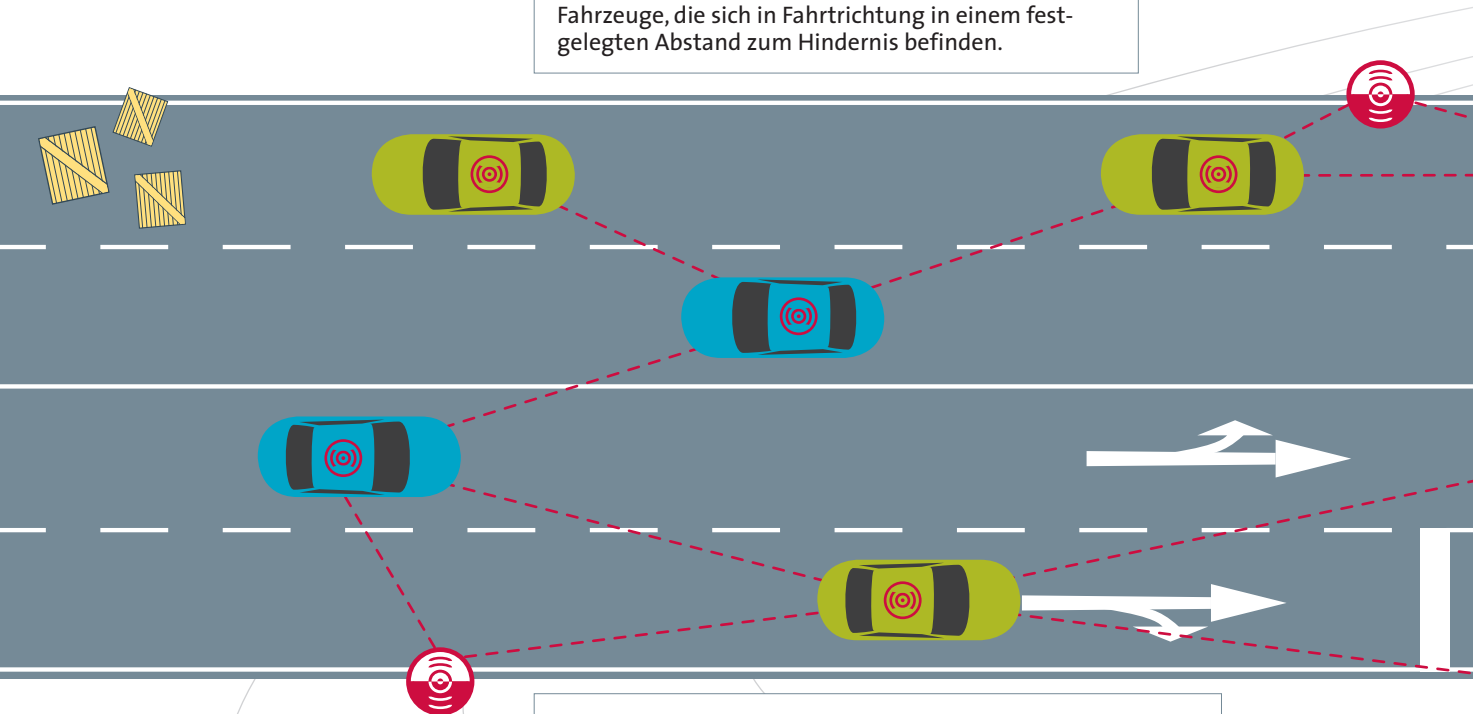 Fahrzeuge, die sich in Fahrtrichtung in einem fest-
gelegten Abstand zum Hindernis befinden.